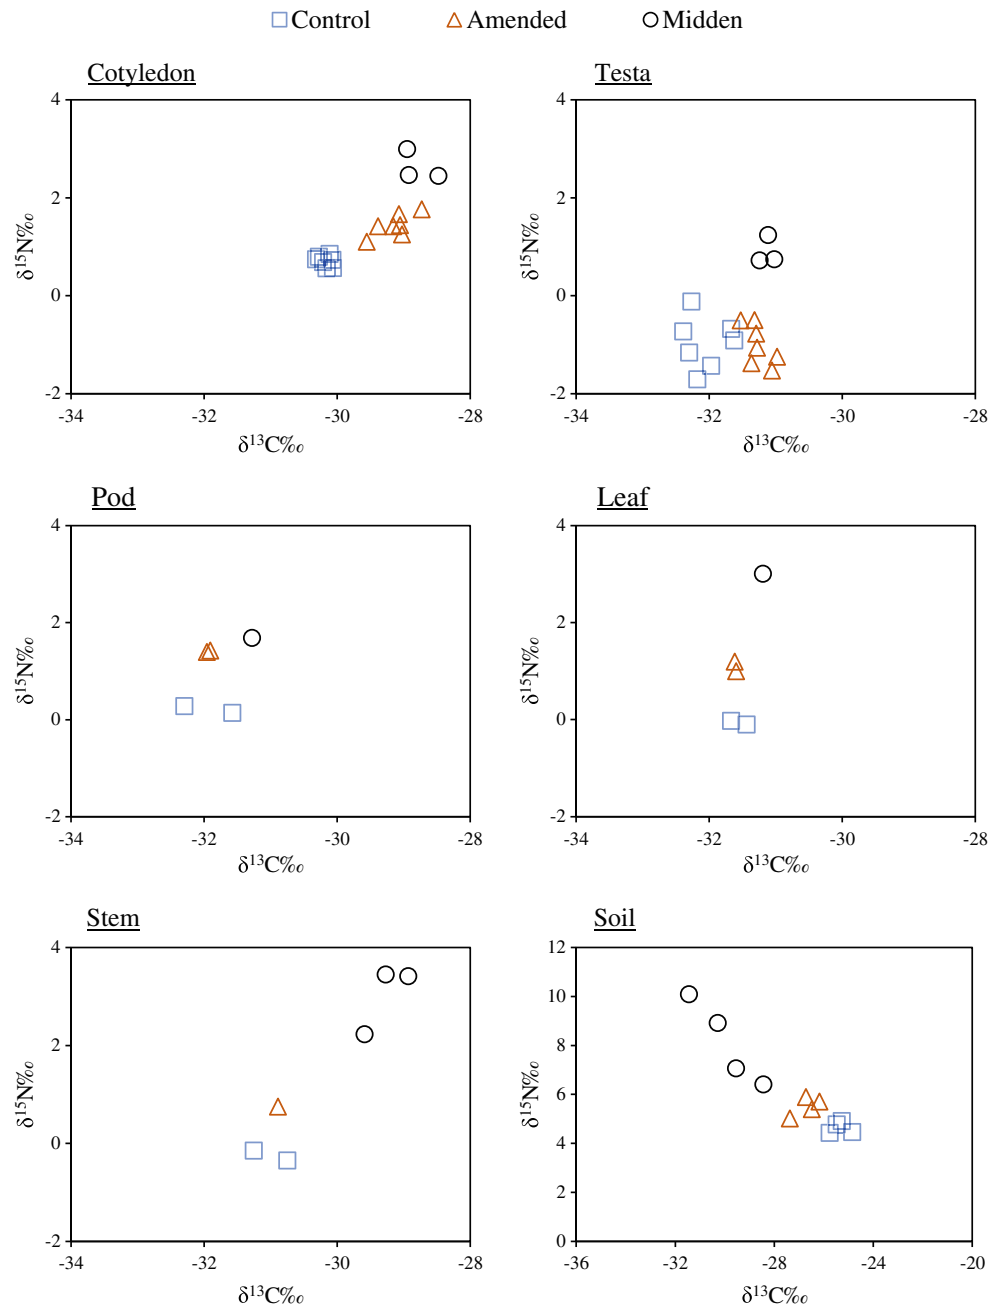 Control Amended Midden
Cotyledon Testa
4 4
2 2
0 0
-2 -2
δ15N‰ δ15N‰
-34 -32 -30 -28 -34 -32 -30 -28
δ13C‰ δ13C‰
Pod Leaf
4 4
2 2
0 0
-2 -2
δ15N‰ δ15N‰
-34 -32 -30 -28 -34 -32 -30 -28
δ13C‰ δ13C‰
Stem Soil
4 12
10
2 8
6
0 4
2
-2 0
δ15N‰ δ15N‰
-34 -32 -30 -28 -36 -32 -28 -24 -20
δ13C‰ δ13C‰